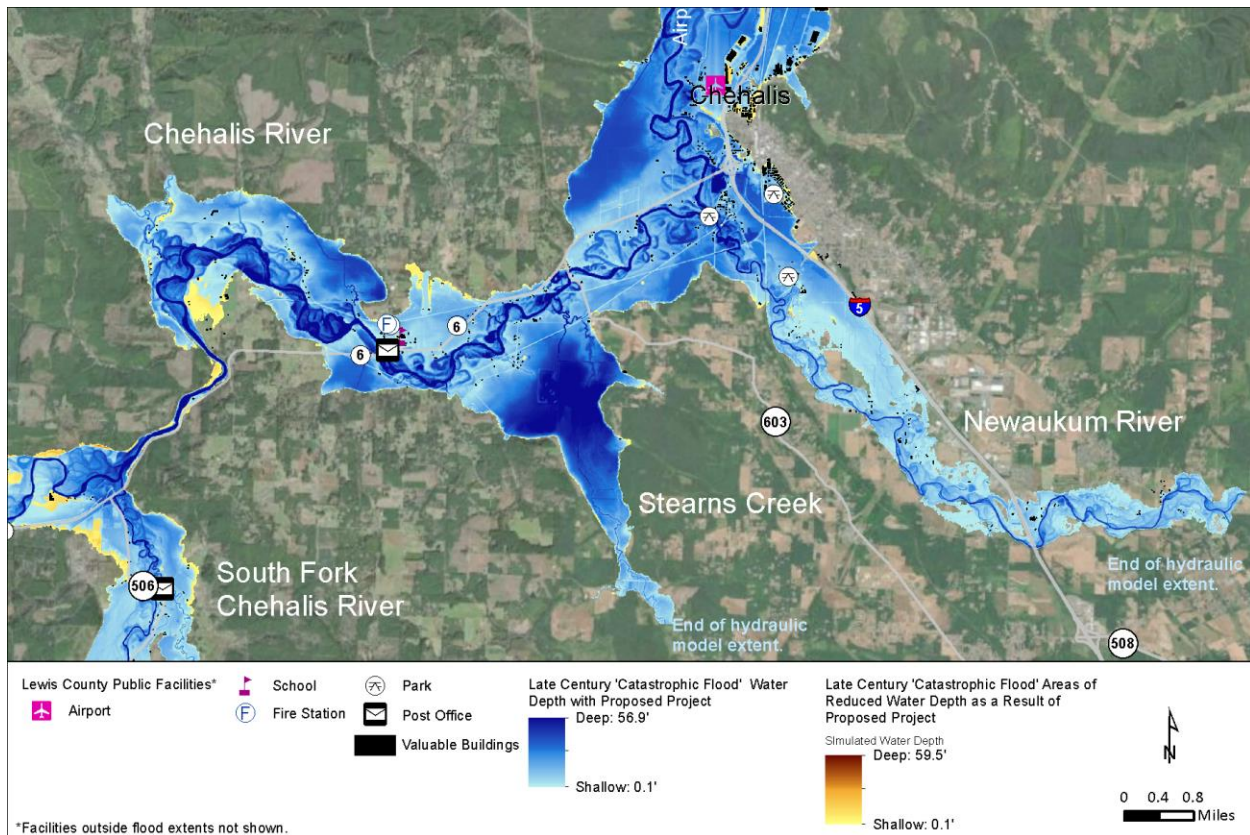 Airp
Chehalis
Chehalis River
F
6
6
5
Newaukum River
603
Stearns Creek
South Fork
Chehalis River
506
End of hydraulic
model extent.
End of hydraulic
model extent.
508
Lewis County Public Facilities*
Airport
School
F
Fire Station
Park
Post Office
Valuable Buildings
Late Century 'Catastrophic Flood' Water
Depth with Proposed Project
Deep: 56.9'
Shallow: 0.1'
Late Century 'Catastrophic Flood' Areas of
Reduced Water Depth as a Result of
Proposed Project
Simulated Water Depth
Deep: 59.5'
Shallow: 0.1'
N
0 0.4 0.8
Miles
*Facilities outside flood extents not shown.